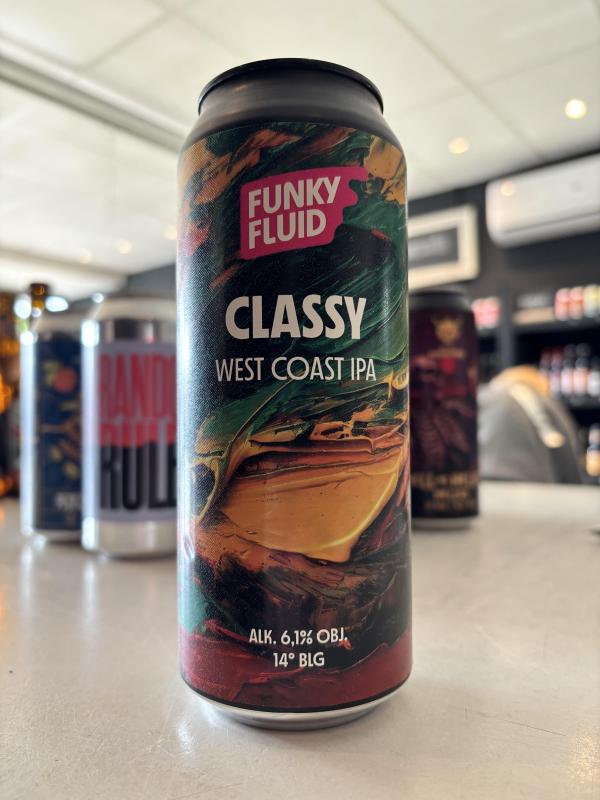 FUNKY
FLUID
CLASSY
WEST COAST IPA
ALK. 6,1% OBJ.
14° BLG